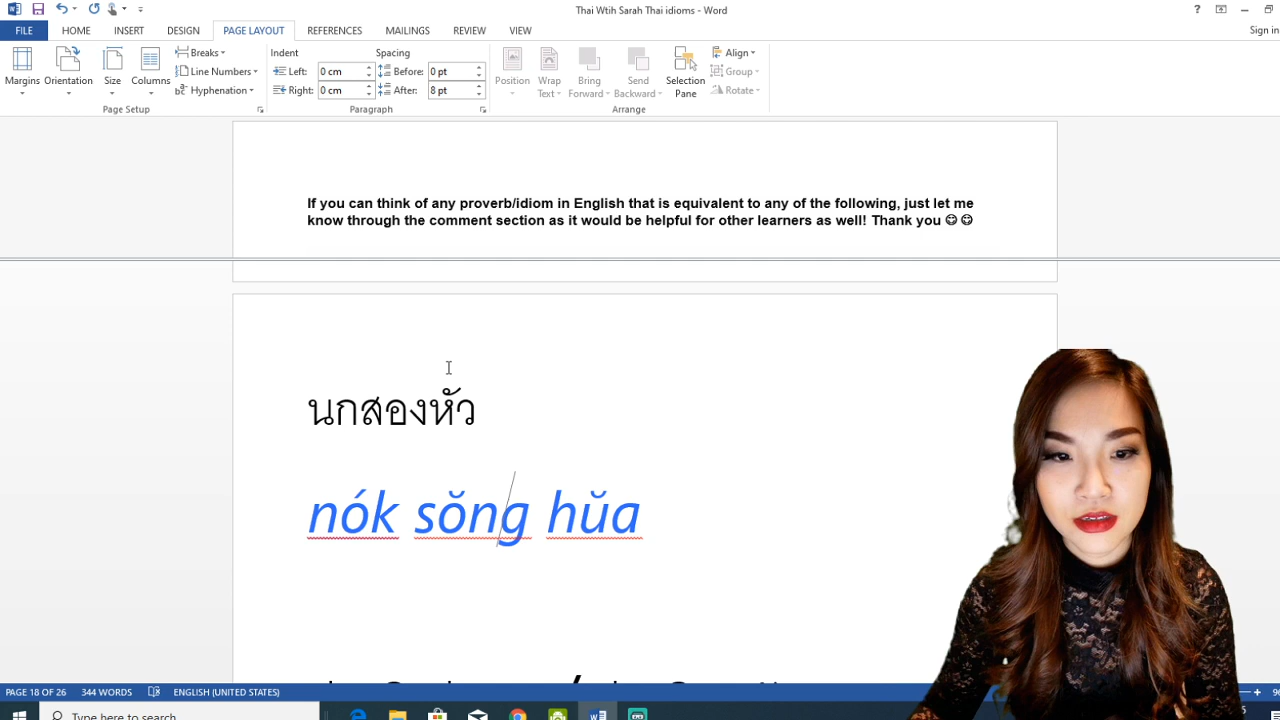 Thai Wtih Sarah Thai idioms - Word
Sign in
FILE HOME INSERT DESIGN PAGE LAYOUT REFERENCES MAILINGS REVIEW VIEW
Margins Orientation Size Columns
Breaks
Line Numbers
Hyphenation
Page Setup
Indent
Left: 0 cm
Right: 0 cm
Spacing
Before: 0 pt
After: 8 pt
Paragraph
Position Wrap Text Bring Forward Send Backward Selection Pane
Align
Group
Rotate
Arrange
If you can think of any proverb/idiom in English that is equivalent to any of the following, just let me
know through the comment section as it would be helpful for other learners as well! Thank you 😋 😋
นกสองหัว
nók sŏng hŭa
PAGE 18 OF 26 344 WORDS ENGLISH (UNITED STATES)
Type here to search